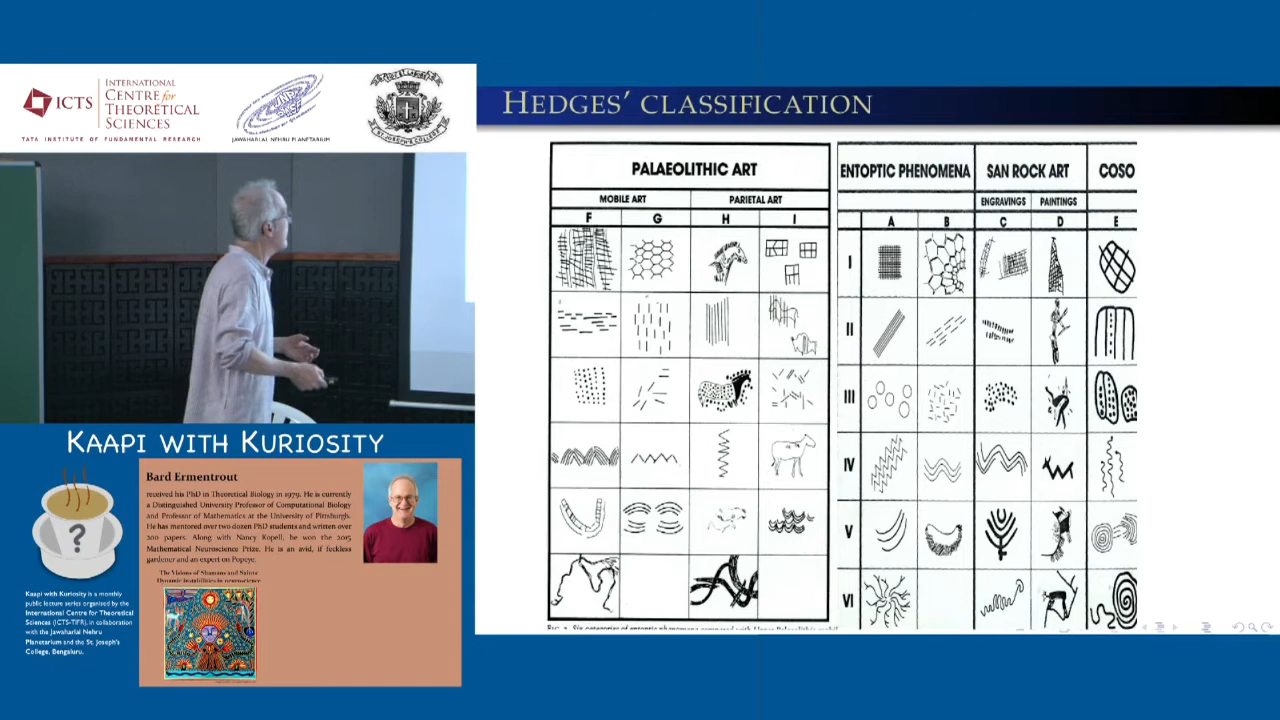 ICTS
INTERNATIONAL
CENTRE for
THEORETICAL
SCIENCES
TATA INSTITUTE OF FUNDAMENTAL RESEARCH
JAWAHARLAL NEHRU PLANETARIUM
KAAPI WITH KURIOSITY
?
Kaapi with Kuriosity is a monthly
public lecture series organised by the
International Centre for Theoretical
Sciences (ICTS-TIFR), in collaboration
with the Jawaharlal Nehru
Planetarium and the St. Joseph's
College, Bengaluru.
Bard Ermentrout
received his PhD in Theoretical Biology in 1979. He is currently
a Distinguished University Professor of Computational Biology
and Professor of Mathematics at the University of Pittsburgh.
He has mentored over two dozen PhD students and written over
200 papers. Along with Nancy Kopell, he won the 2015
Mathematical Neuroscience Prize. He is an avid, if feckless
gardener and an expert on Popeye.
The Visions of Shamans and Saints:
Dynamic instabilities in neuroscience
HEDGES' CLASSIFICATION
PALAEOLITHIC ART
MOBILE ART PARIETAL ART
F G H I
ENTOPTIC PHENOMENA SAN ROCK ART COSO
ENGRAVINGS PAINTINGS
A B C D E
I
II
III
IV
V
VI